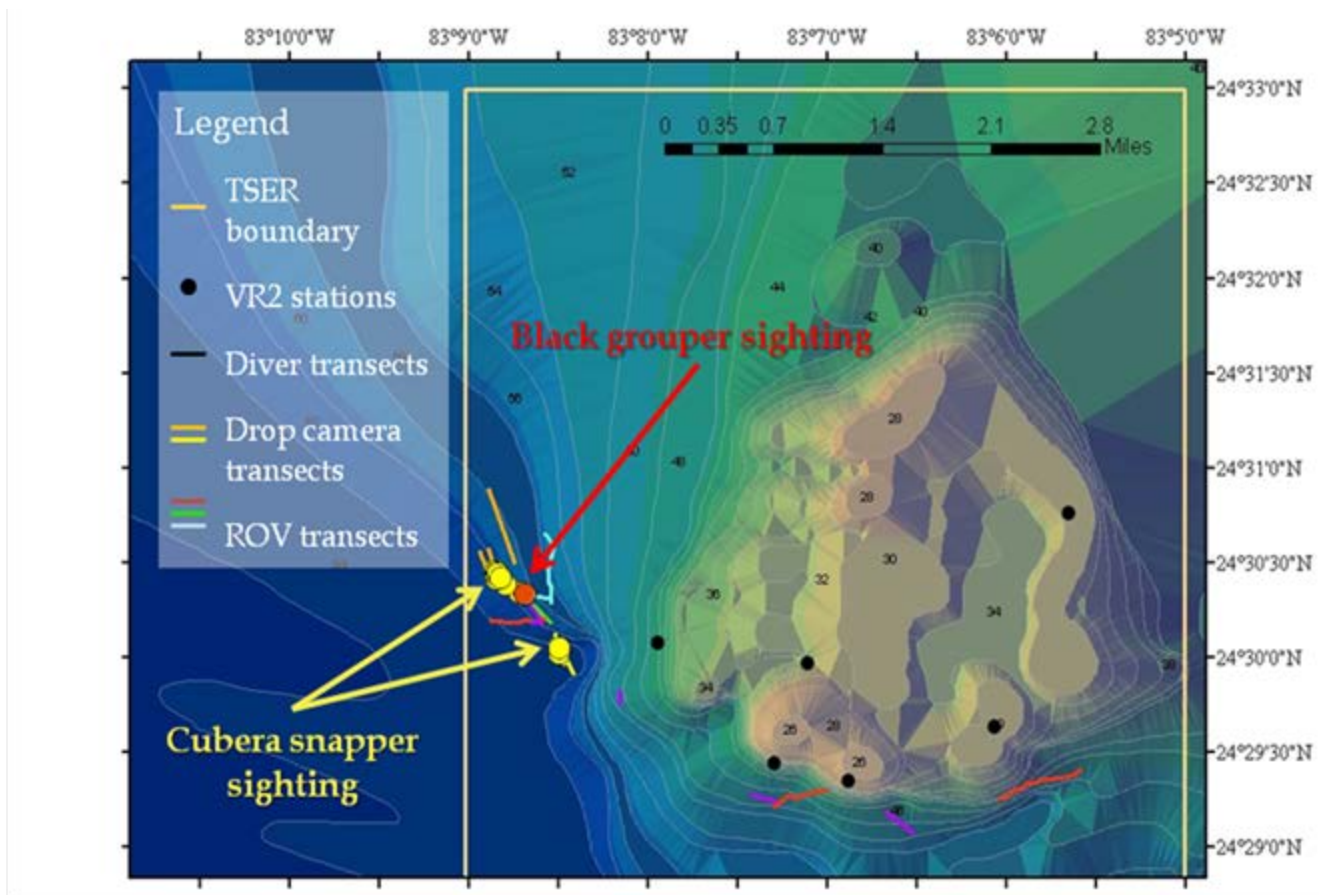 83°10'0"W 83°9'0"W 83°8'0"W 83°7'0"W 83°6'0"W 83°5'0"W
24°33'0"N
24°32'30"N
24°32'0"N
24°31'30"N
24°31'0"N
24°30'30"N
24°30'0"N
24°29'30"N
24°29'0"N
Legend
TSER
boundary
VR2 stations
Diver transects
Drop camera
transects
ROV transects
0 0.35 0.7 1.4 2.1 2.8
Miles
Black grouper sighting
Cubera snapper
sighting
52
40
54
44
42
40
56
28
48
28
30
32
36
34
34
38
28
26
26
46